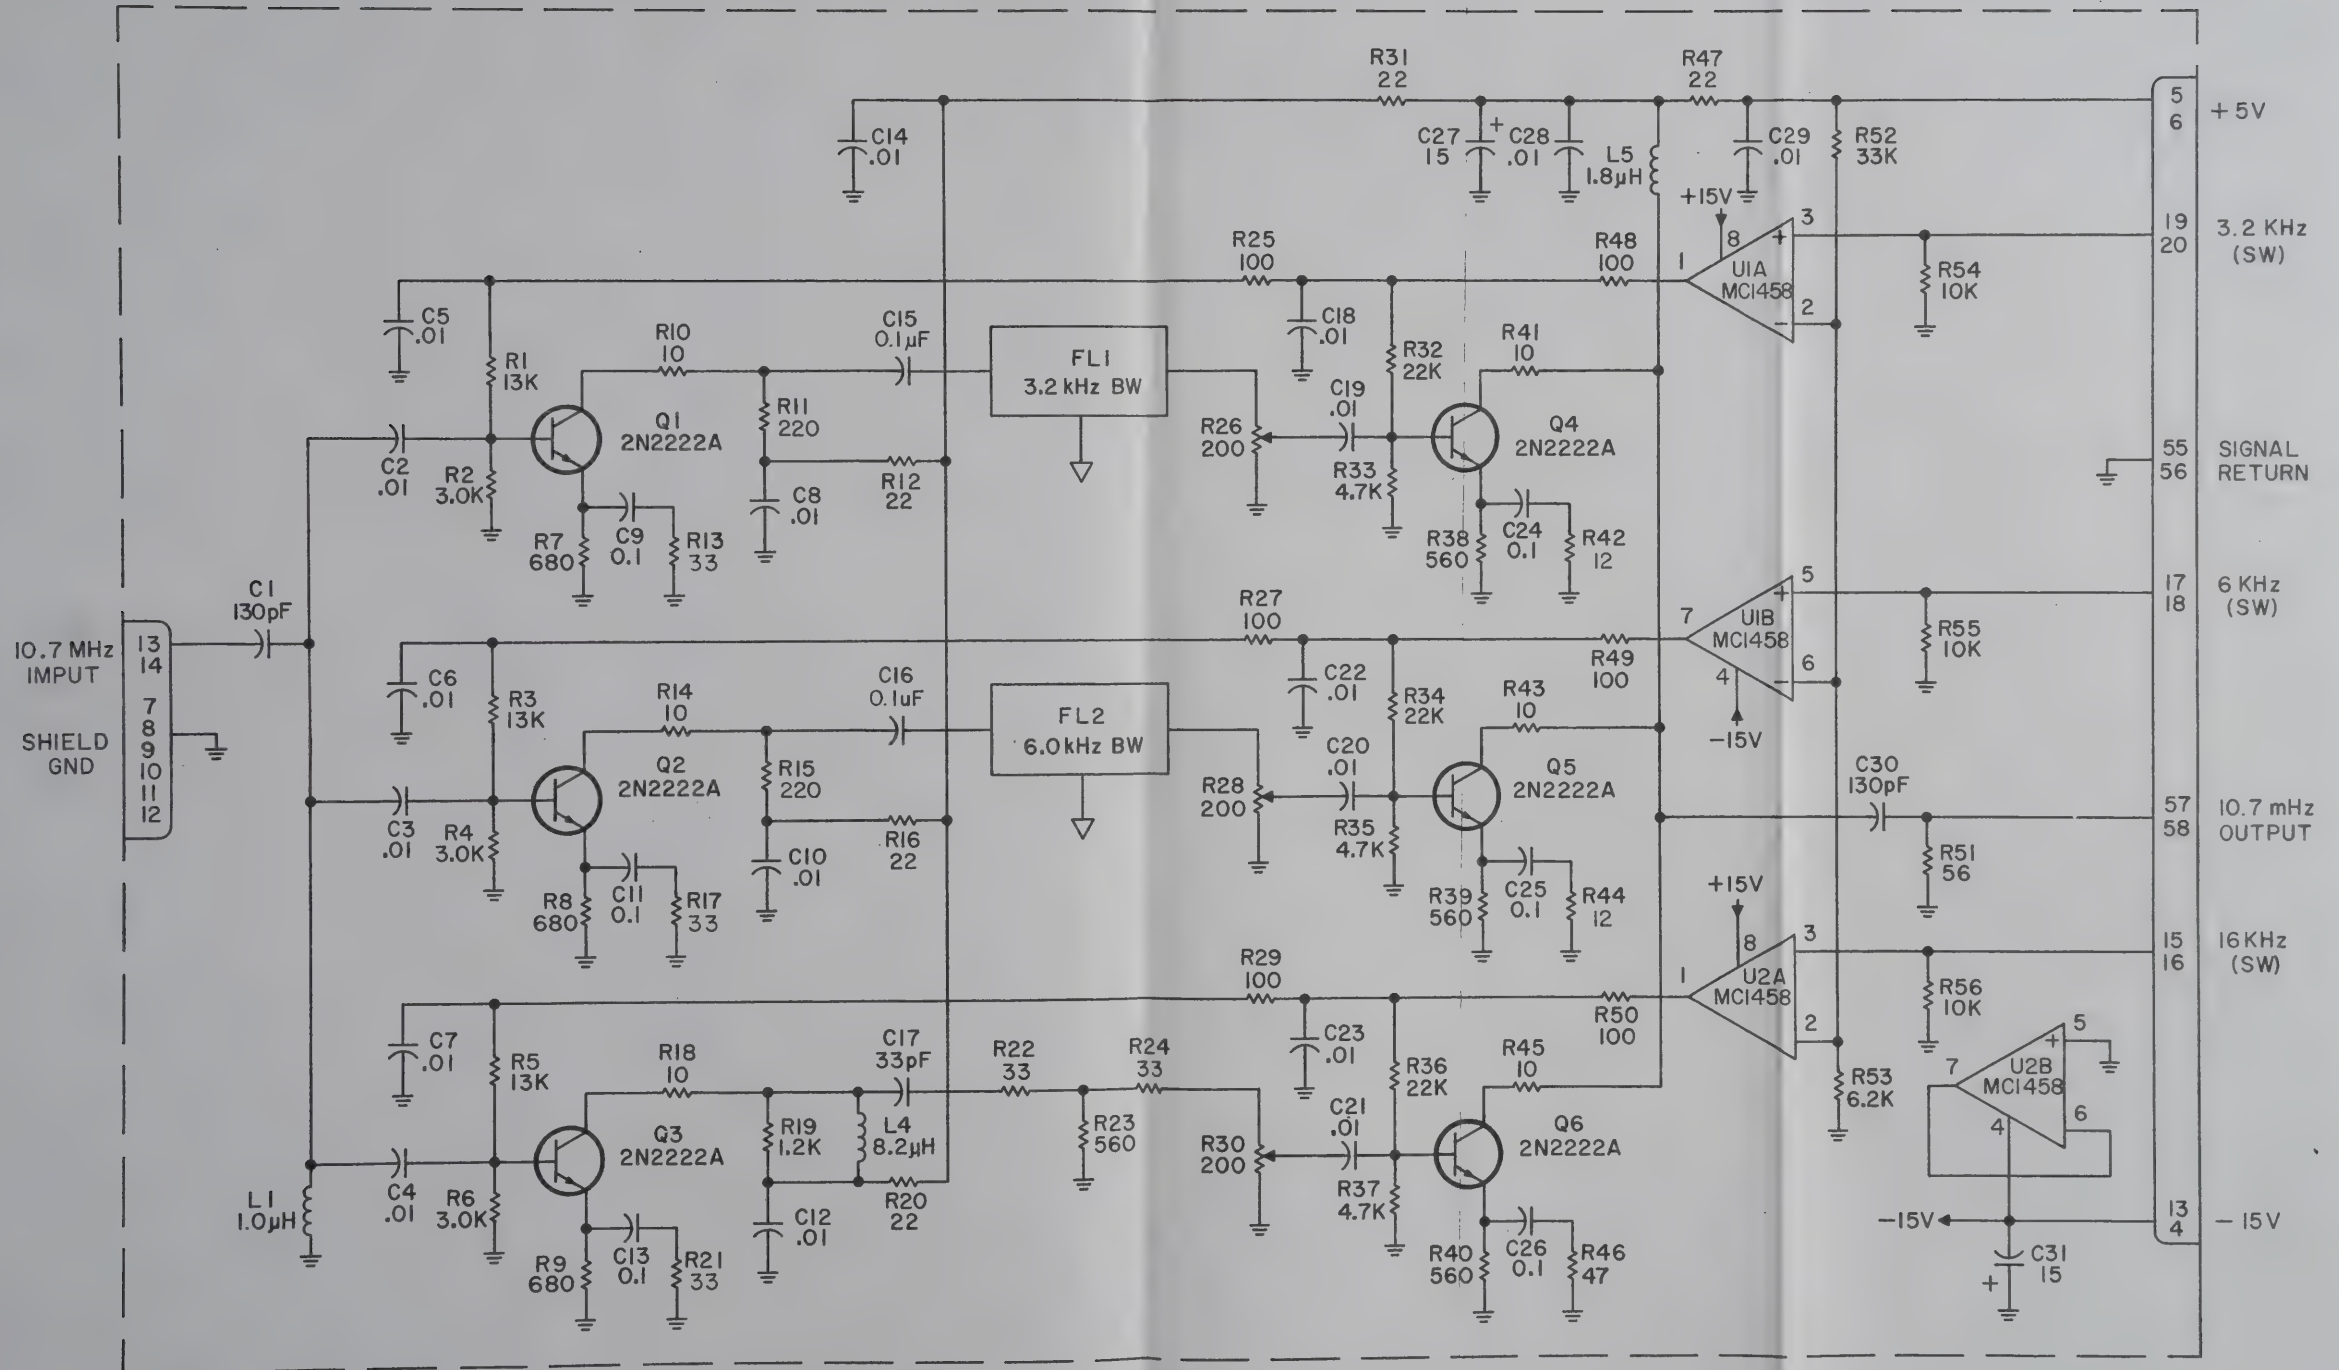 R31
22
R47
22
C14
.01
C27
15
+
C28
.01
L5
1.8µH
C29
.01
R52
33K
5
6
+5V
+15V
8
3
+
U1A
MC1458
1
2
−
19
20
3.2 KHz
(SW)
R54
10K
R25
100
R48
100
C5
.01
R1
13K
R10
10
C15
0.1µF
FL1
3.2 kHz BW
C18
.01
R32
22K
R41
10
C2
.01
R2
3.0K
Q1
2N2222A
R11
220
R12
22
C8
.01
R26
200
C19
.01
R33
4.7K
Q4
2N2222A
55
56
SIGNAL
RETURN
R7
680
C9
0.1
R13
33
R38
560
C24
0.1
R42
12
C1
130pF
10.7 MHz
IMPUT
13
14
7
8
9
10
11
12
SHIELD
GND
R27
100
R49
100
7
U1B
MC1458
5
+
6
−
4
-15V
17
18
6 KHz
(SW)
R55
10K
C6
.01
R3
13K
R14
10
C16
0.1uF
FL2
6.0 kHz BW
C22
.01
R34
22K
R43
10
C3
.01
R4
3.0K
Q2
2N2222A
R15
220
R16
22
C10
.01
R28
200
C20
.01
R35
4.7K
Q5
2N2222A
C30
130pF
57
58
10.7 mHz
OUTPUT
R51
56
R8
680
C11
0.1
R17
33
R39
560
C25
0.1
R44
12
+15V
8
3
1
U2A
MC1458
2
15
16
16KHz
(SW)
R56
10K
R29
100
R50
100
C7
.01
R5
13K
R18
10
C17
33pF
R22
33
R24
33
C23
.01
R36
22K
R45
10
5
+
7
U2B
MC1458
6
4
R53
6.2K
Q3
2N2222A
R19
1.2K
L4
8.2µH
R23
560
R30
200
C21
.01
Q6
2N2222A
L1
1.0µH
C4
.01
R6
3.0K
C12
.01
R20
22
R37
4.7K
R9
680
C13
0.1
R21
33
R40
560
C26
0.1
R46
47
-15V
13
4
-15V
C31
15
+